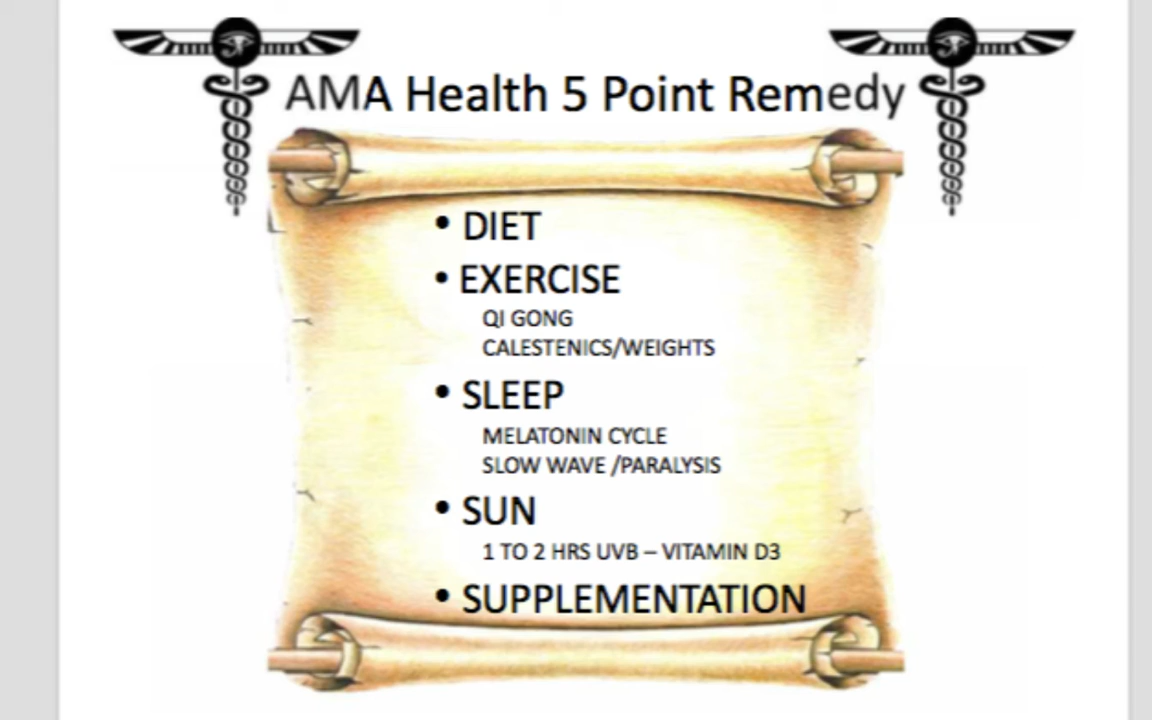 AMA Health 5 Point Remedy
• DIET
• EXERCISE
QI GONG
CALESTENICS/WEIGHTS
• SLEEP
MELATONIN CYCLE
SLOW WAVE /PARALYSIS
• SUN
1 TO 2 HRS UVB – VITAMIN D3
• SUPPLEMENTATION